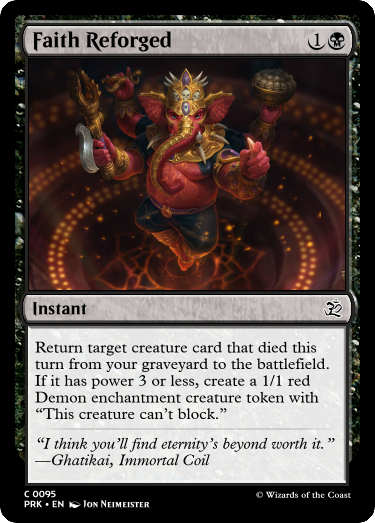 Faith Reforged 1
Instant
Return target creature card that died this
turn from your graveyard to the battlefield.
If it has power 3 or less, create a 1/1 red
Demon enchantment creature token with
“This creature can’t block.”
“I think you’ll find eternity’s beyond worth it.”
—Ghatikai, Immortal Coil
C 0095
PRK • EN Jon Neimeister
© Wizards of the Coast